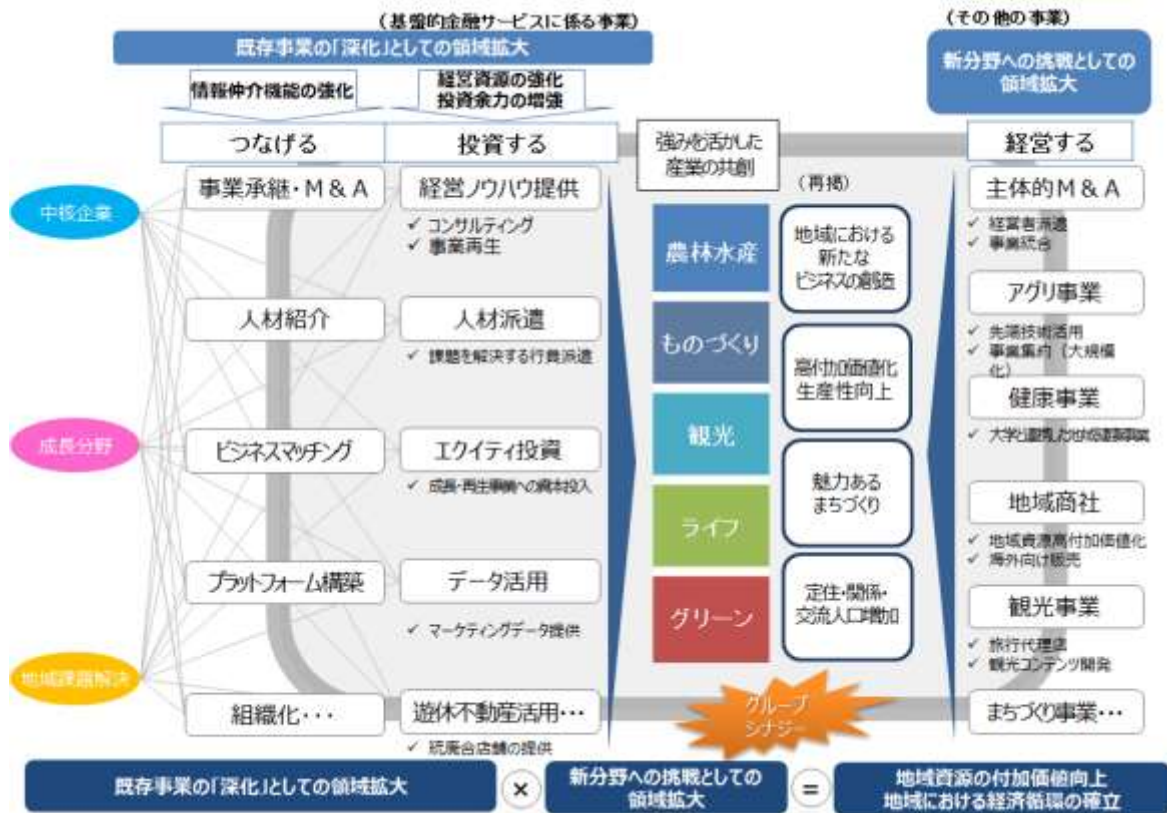 （基盤的金融サービスに係る事業）
既存事業の「深化」としての領域拡大
（その他の事業）
新分野への挑戦としての
領域拡大
情報仲介機能の強化
経営資源の強化
投資余力の増強
つなげる
投資する
強みを活かした
産業の共創
（再掲）
経営する
中核企業
成長分野
地域課題解決
事業承継・M＆A
人材紹介
ビジネスマッチング
プラットフォーム構築
組織化・・・
経営ノウハウ提供
✓ コンサルティング
✓ 事業再生
人材派遣
✓ 課題を解決する行員派遣
エクイティ投資
✓ 成長・再生事業への資本投入
データ活用
✓ マーケティングデータ提供
遊休不動産活用・・・
✓ 統廃合店舗の提供
農林水産
ものづくり
観光
ライフ
グリーン
地域における
新たな
ビジネスの創造
高付加価値化
生産性向上
魅力ある
まちづくり
定住・関係・
交流人口増加
グループ
シナジー
主体的M＆A
✓ 経営者派遣
✓ 事業統合
アグリ事業
✓ 先端技術活用
✓ 事業集約（大規模
化）
健康事業
✓ 大学と連携した地域健康事業
地域商社
✓ 地域資源高付加価値化
✓ 海外向け販売
観光事業
✓ 旅行代理店
✓ 観光コンテンツ開発
まちづくり事業・・・
既存事業の「深化」としての領域拡大
×
新分野への挑戦としての
領域拡大
＝
地域資源の付加価値向上
地域における経済循環の確立